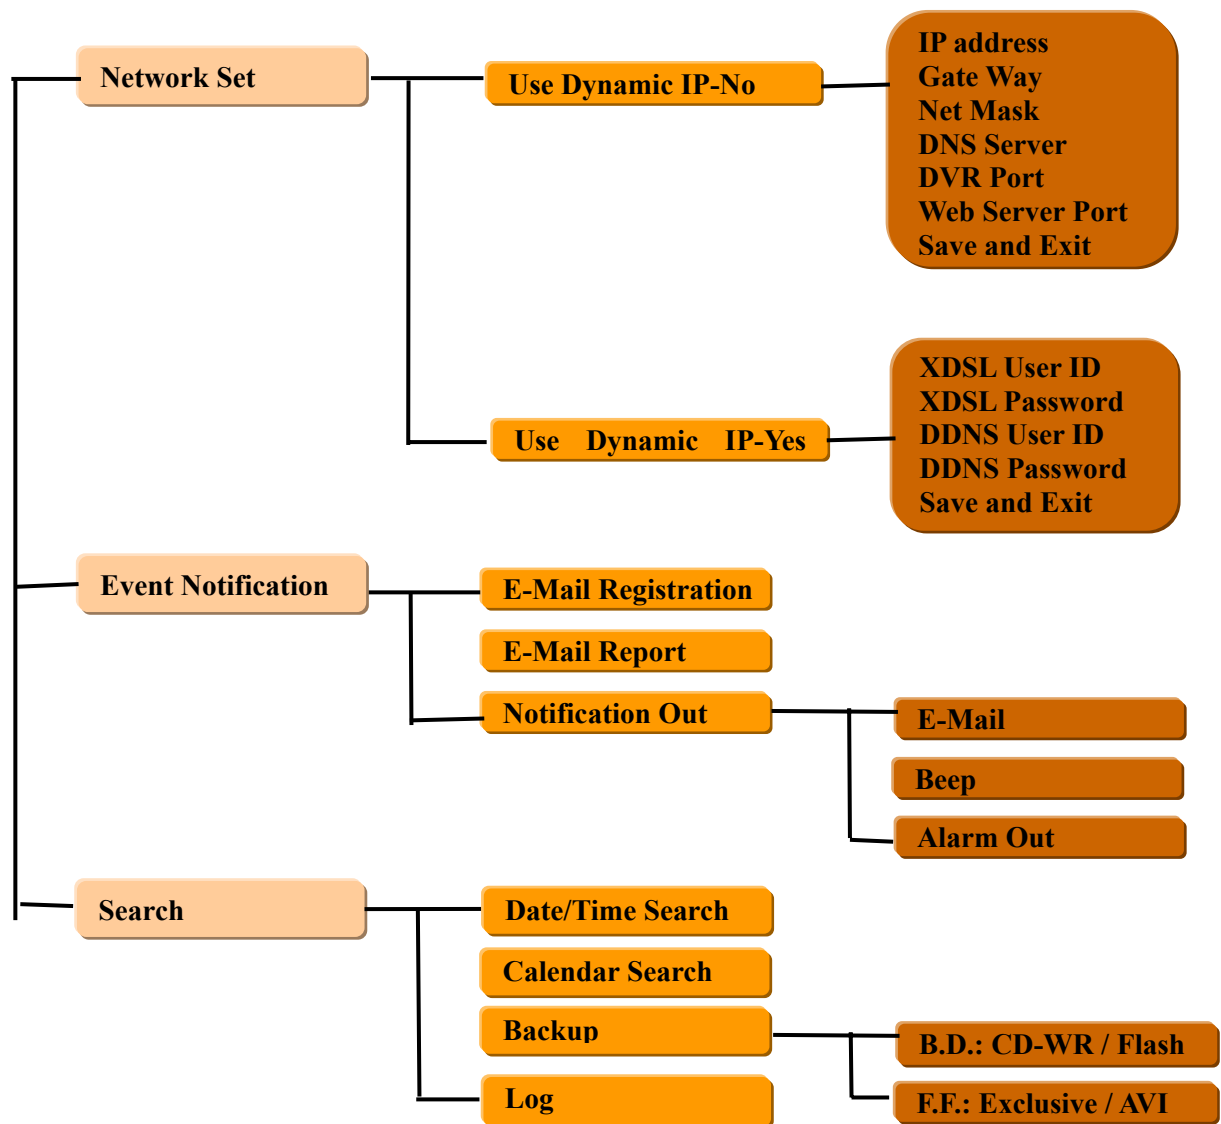 Network Set
Use Dynamic IP-No
IP address
Gate Way
Net Mask
DNS Server
DVR Port
Web Server Port
Save and Exit
Use Dynamic IP-Yes
XDSL User ID
XDSL Password
DDNS User ID
DDNS Password
Save and Exit
Event Notification
E-Mail Registration
E-Mail Report
Notification Out
E-Mail
Beep
Alarm Out
Search
Date/Time Search
Calendar Search
Backup
B.D.: CD-WR / Flash
F.F.: Exclusive / AVI
Log